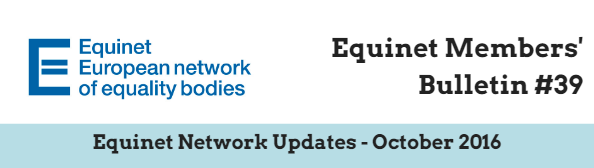 Equinet
European network
of equality bodies
Equinet Members'
Bulletin #39
Equinet Network Updates - October 2016